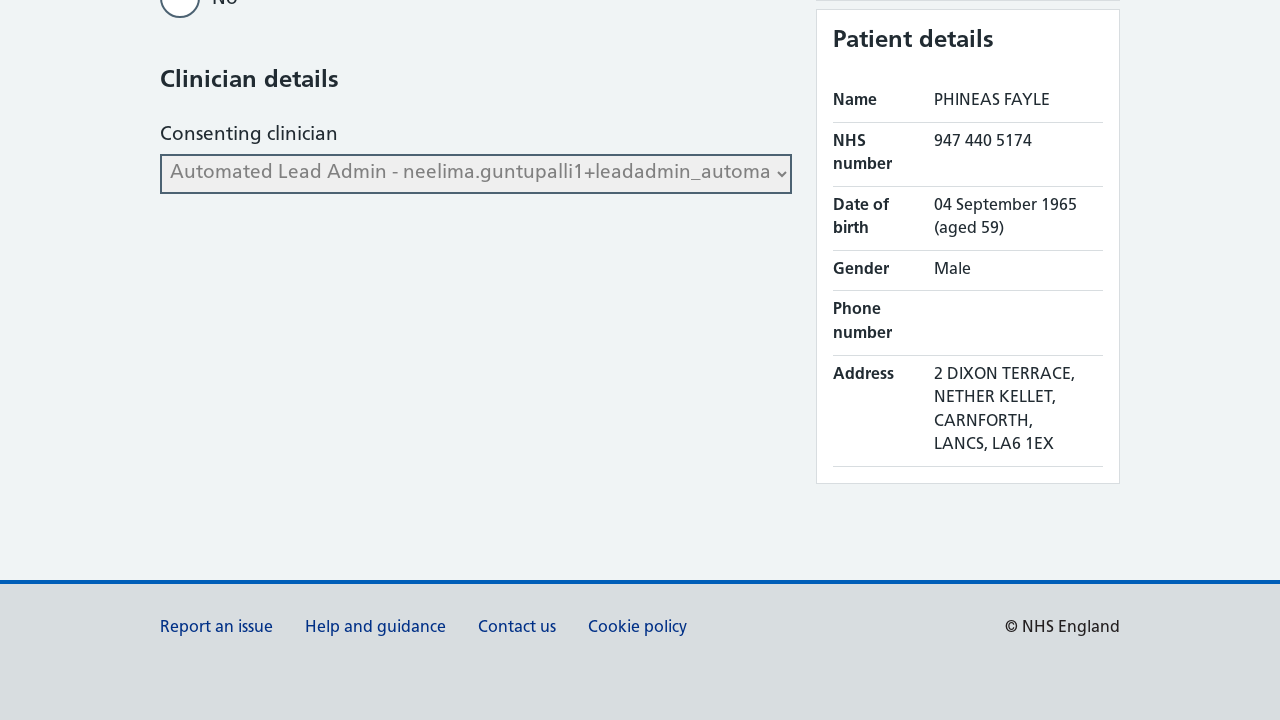 No
Clinician details
Consenting clinician
Automated Lead Admin - neelima.guntupalli1+leadadmin_automa
Patient details
Name PHINEAS FAYLE
NHS number 947 440 5174
Date of birth 04 September 1965 (aged 59)
Gender Male
Phone number
Address 2 DIXON TERRACE,
NETHER KELLET,
CARNFORTH,
LANCS, LA6 1EX
Report an issue Help and guidance Contact us Cookie policy © NHS England